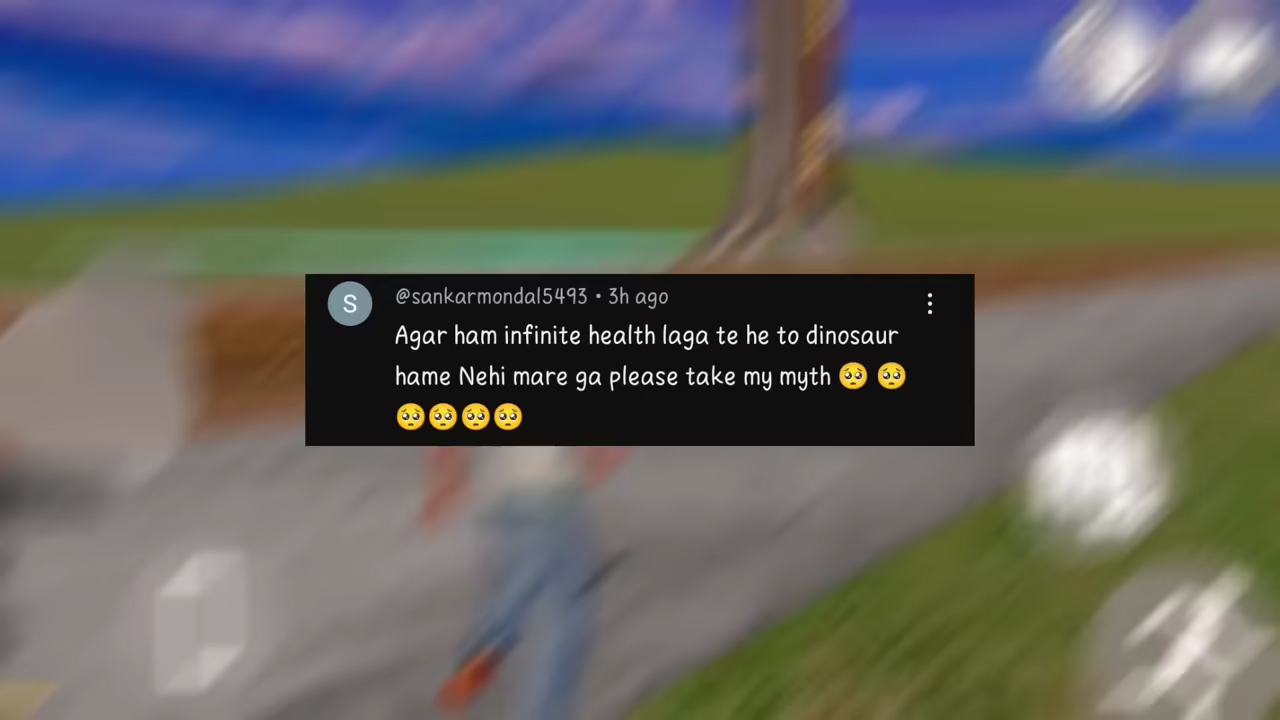 S
@sankarmondal5493 • 3h ago
Agar ham infinite health laga te he to dinosaur
hame Nehi mare ga please take my myth 🥺 🥺
🥺🥺🥺🥺